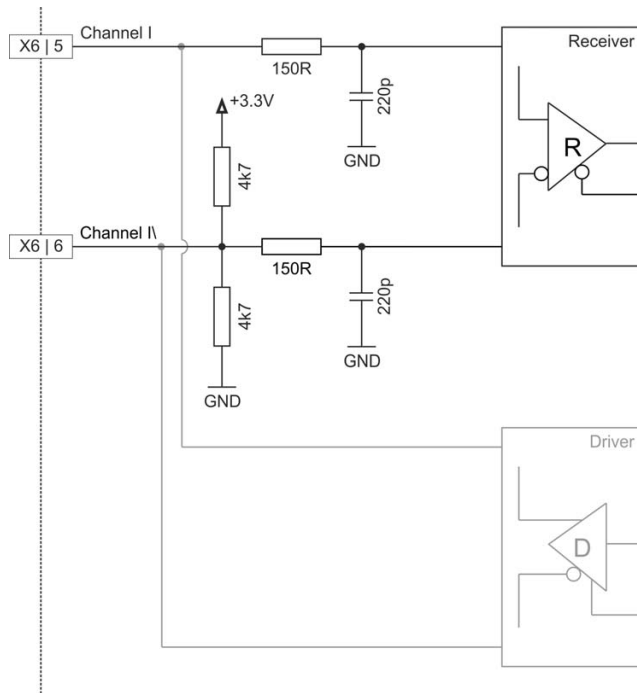 X6 | 5
Channel I
150R
220p
GND
Receiver
R
+3.3V
4k7
X6 | 6
Channel I\
150R
220p
GND
4k7
GND
Driver
D